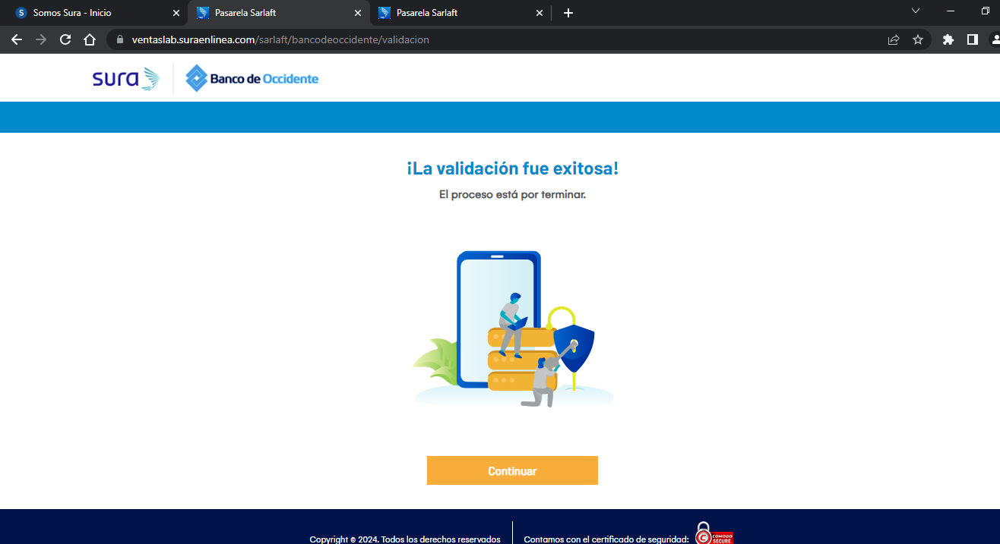 Somos Sura - Inicio
Pasarela Sarlaft
Pasarela Sarlaft
ventaslab.suraenlinea.com/sarlaft/bancodeoccidente/validacion
sura
Banco de Occidente
¡La validación fue exitosa!
El proceso está por terminar.
Continuar
Copyright © 2024. Todos los derechos reservados
Contamos con el certificado de seguridad:
COMODO
SECURE